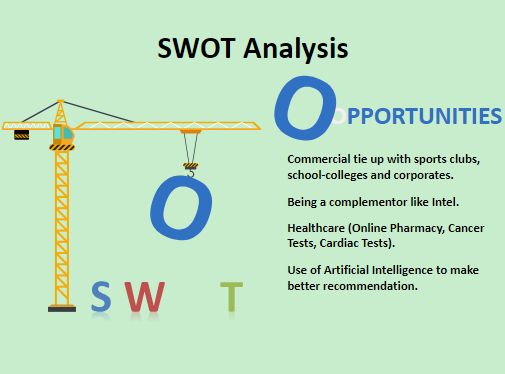 SWOT Analysis
OPPORTUNITIES
Commercial tie up with sports clubs,
school-colleges and corporates.
Being a complementor like Intel.
Healthcare (Online Pharmacy, Cancer
Tests, Cardiac Tests).
Use of Artificial Intelligence to make
better recommendation.
O
S W T